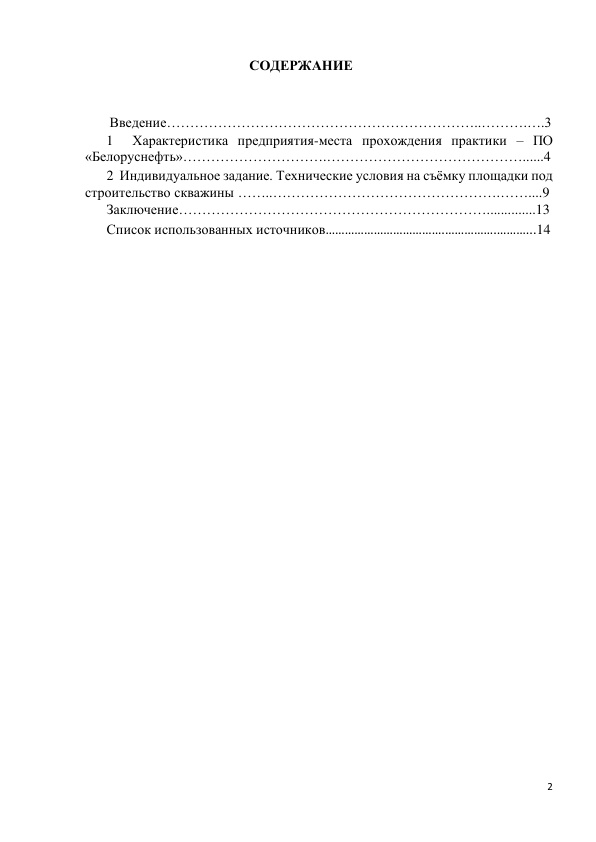 СОДЕРЖАНИЕ
Введение…………………………………………………………….…………….3
1 Характеристика предприятия-места прохождения практики – ПО
«Белоруснефть»………………………….……………………………………......4
2 Индивидуальное задание. Технические условия на съёмку площадки под
строительство скважины ……..………………………………………….……....9
Заключение…………………………………………………………...............13
Список использованных источников..................................................................14
2